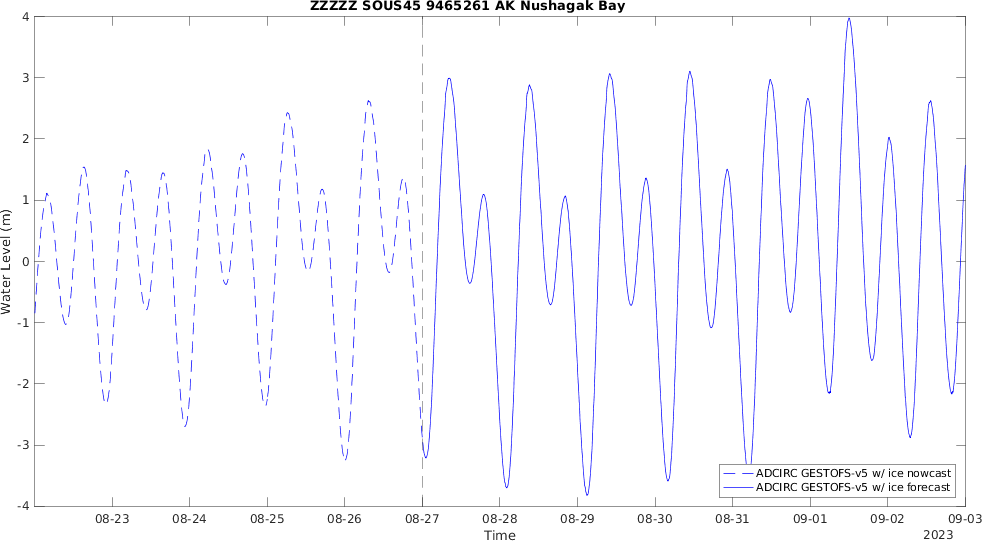 ZZZZZ SOUS45 9465261 AK Nushagak Bay
Water Level (m)
4
3
2
1
0
-1
-2
-3
-4
ADCIRC GESTOFS-v5 w/ ice nowcast
ADCIRC GESTOFS-v5 w/ ice forecast
08-23 08-24 08-25 08-26 08-27 08-28 08-29 08-30 08-31 09-01 09-02 09-03
Time
2023